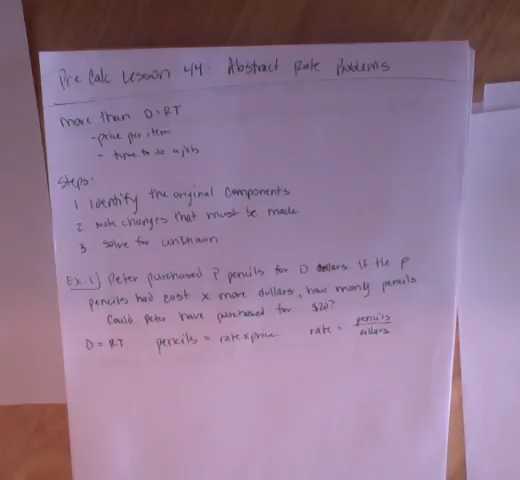 Pre Calc Lesson 44: Abstract Rate Problems
more than D=RT
- price per item
- time to do a job
Steps:
1 Identify the original components
2 note changes that must be made
3 solve for unknown
Ex. 1) Peter purchased P pencils for D dollars. If the P
pencils had cost x more dollars, how many pencils
Could Peter have purchased for $20?
D = RT pencils = rate x price rate = pencils / dollars